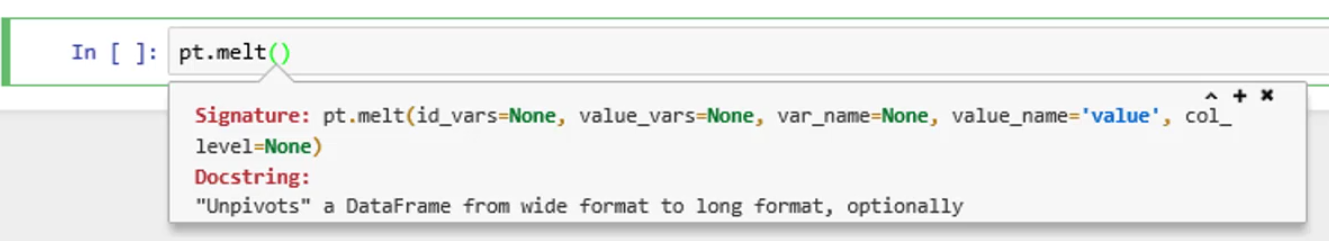 In [ ]: pt.melt()
Signature: pt.melt(id_vars=None, value_vars=None, var_name=None, value_name='value', col_
level=None)
Docstring:
"Unpivots" a DataFrame from wide format to long format, optionally